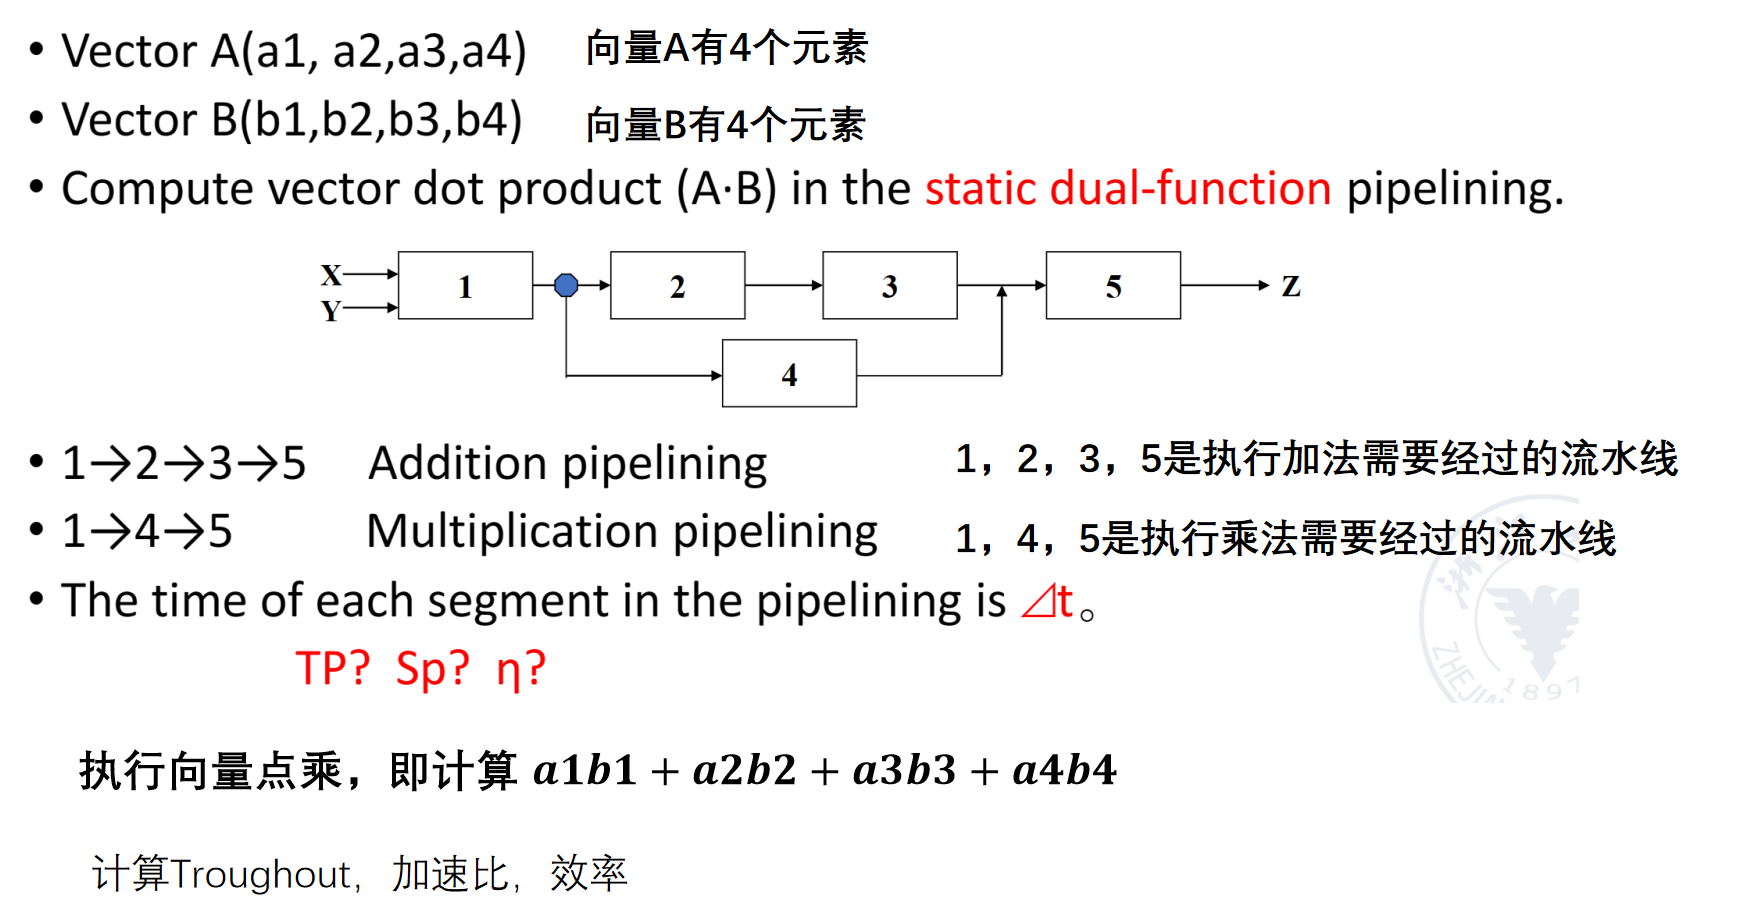 • Vector A(a1, a2,a3,a4) 向量A有4个元素
• Vector B(b1,b2,b3,b4) 向量B有4个元素
• Compute vector dot product (A·B) in the static dual-function pipelining.
X
Y
1
2
3
5
Z
4
• 1→2→3→5 Addition pipelining 1，2，3，5是执行加法需要经过的流水线
• 1→4→5 Multiplication pipelining 1，4，5是执行乘法需要经过的流水线
• The time of each segment in the pipelining is ⊿t。
TP？ Sp？ η？
ZHEJIA
1897
执行向量点乘，即计算 a1b1 + a2b2 + a3b3 + a4b4
计算Troughout，加速比，效率